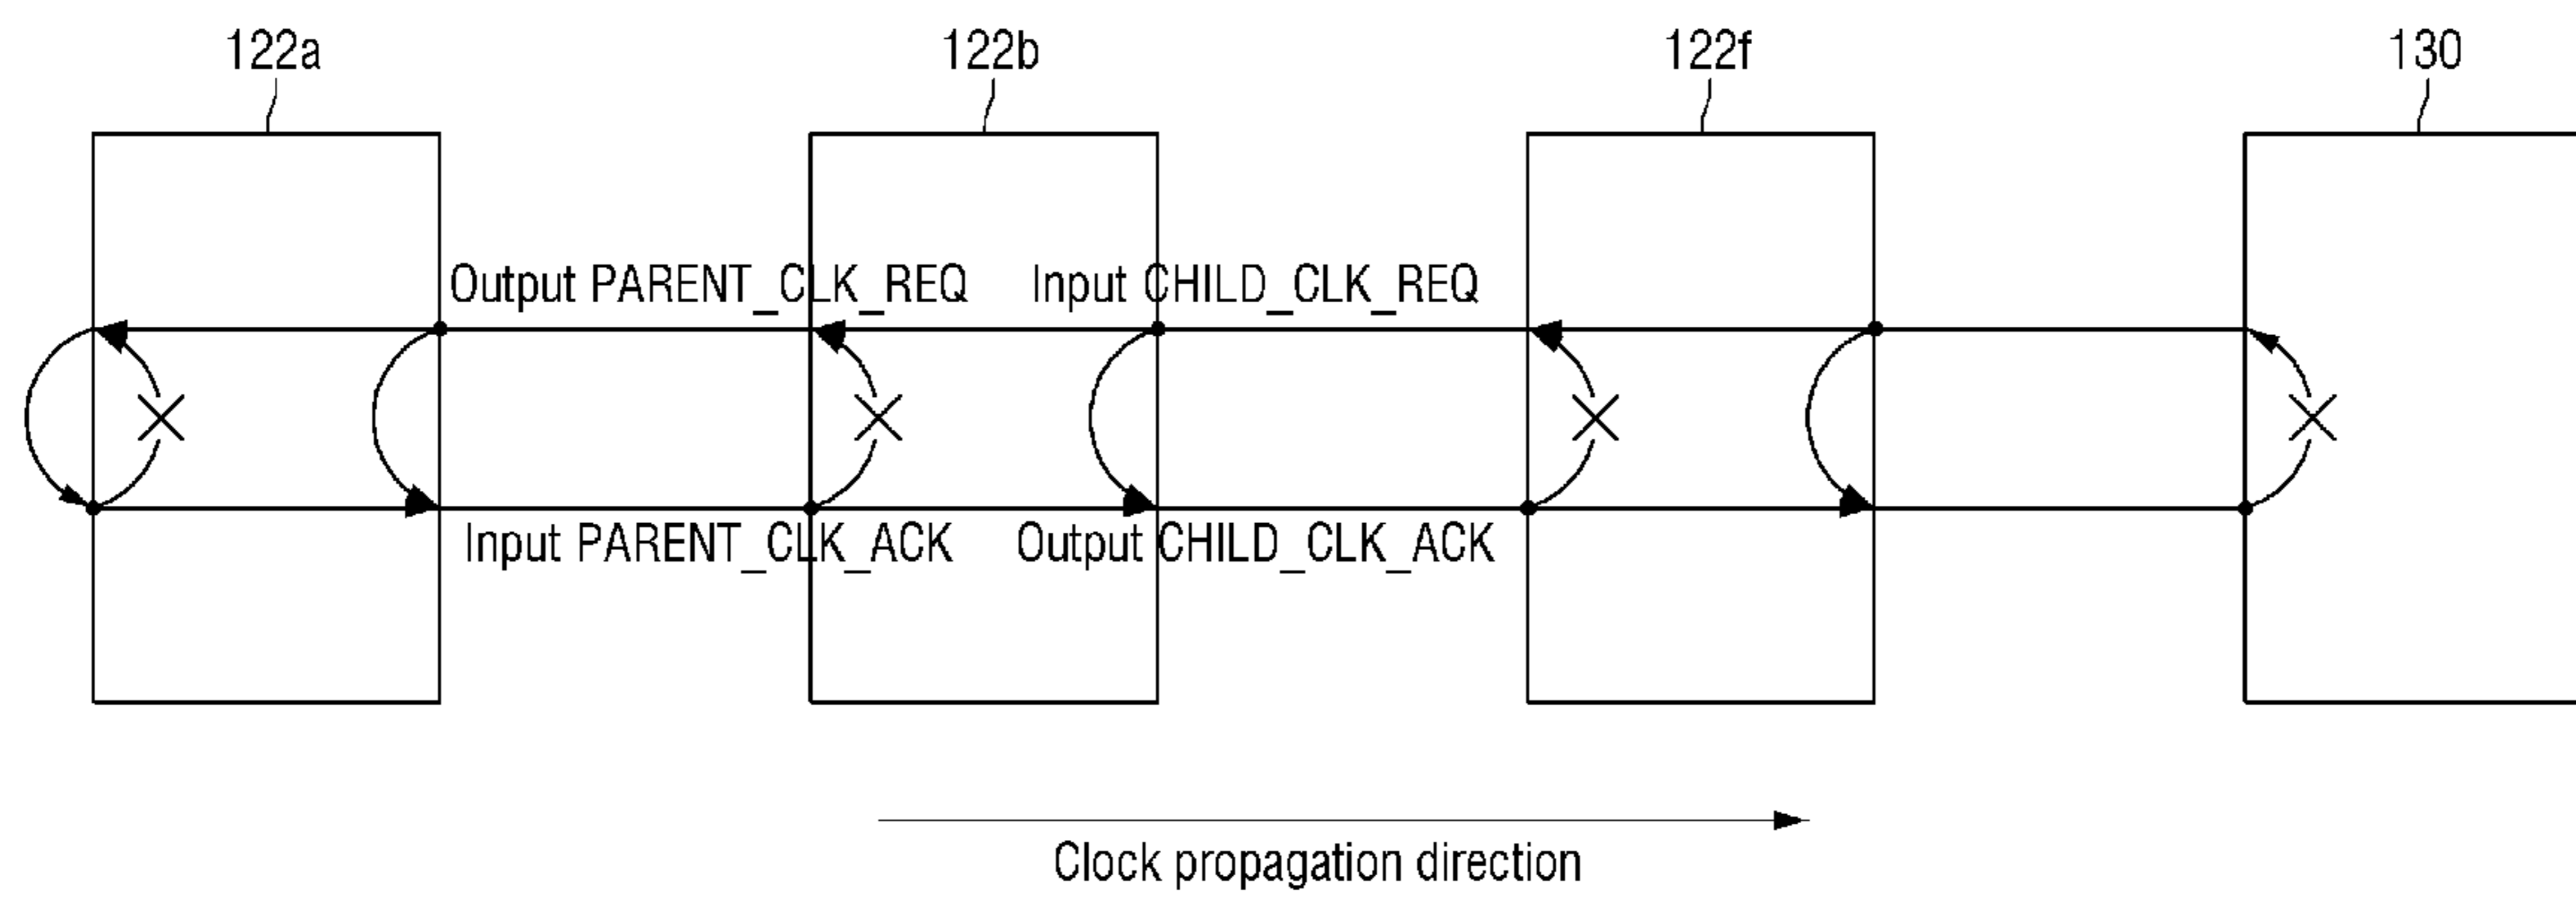 122a
122b
122f
130
Output PARENT_CLK_REQ
Input CHILD_CLK_REQ
Input PARENT_CLK_ACK
Output CHILD_CLK_ACK
Clock propagation direction